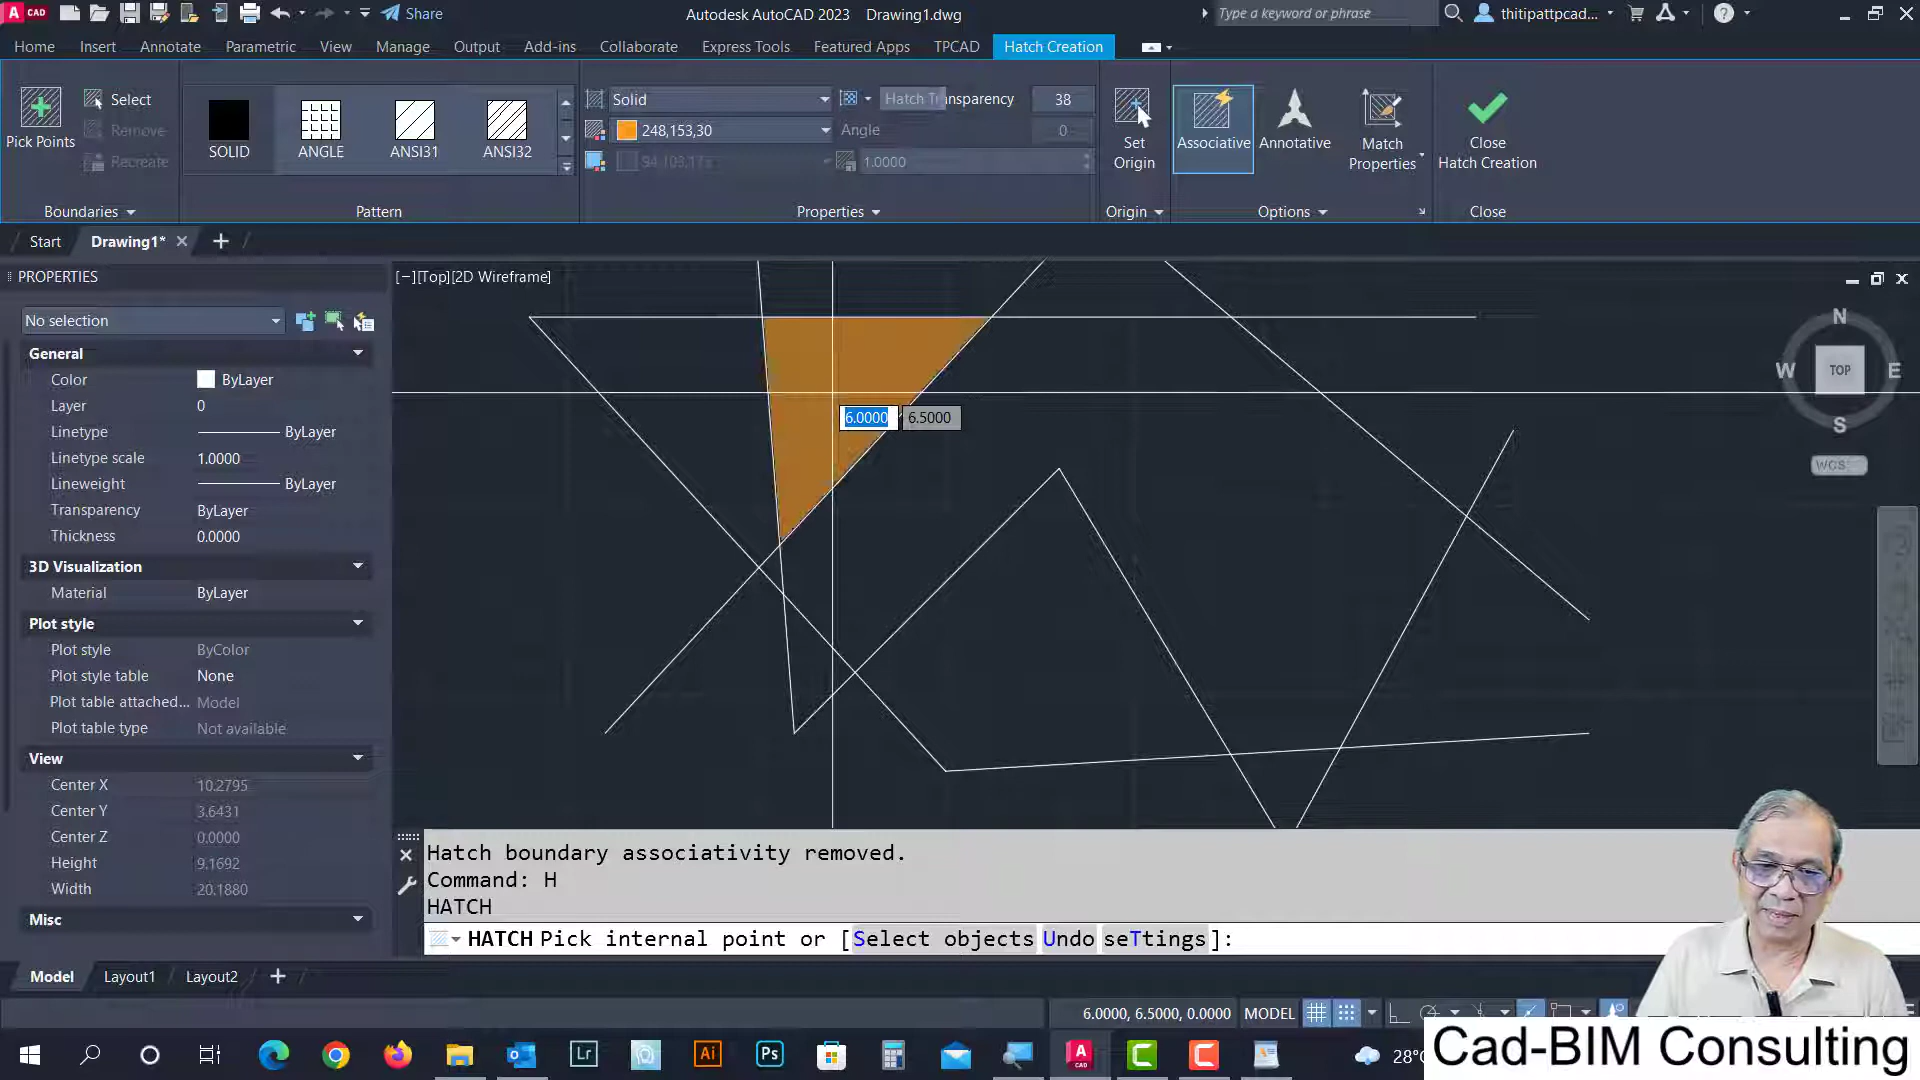 CAD
Share
Autodesk AutoCAD 2023 Drawing1.dwg
Type a keyword or phrase
thitipattpcad...
Home Insert Annotate Parametric View Manage Output Add-ins Collaborate Express Tools Featured Apps TPCAD Hatch Creation
Pick Points
Select
Remove
Recreate
Boundaries
SOLID ANGLE ANSI31 ANSI32
Pattern
Solid
248,153,30
Hatch Transparency 38
Angle 0
1.0000
Properties
Set
Origin
Origin
Associative
Annotative
Match
Properties
Options
Close
Hatch Creation
Close
Start Drawing1*
PROPERTIES
No selection
General
Color ByLayer
Layer 0
Linetype ByLayer
Linetype scale 1.0000
Lineweight ByLayer
Transparency ByLayer
Thickness 0.0000
3D Visualization
Material ByLayer
Plot style
Plot style ByColor
Plot style table None
Plot table attached... Model
Plot table type Not available
View
Center X 10.2795
Center Y 3.6431
Center Z 0.0000
Height 9.1692
Width 20.1880
Misc
[−][Top][2D Wireframe]
N
W TOP E
S
WCS
6.0000 6.5000
Hatch boundary associativity removed.
Command: H
HATCH
HATCH Pick internal point or [Select objects Undo seTtings]:
Model Layout1 Layout2
6.0000, 6.5000, 0.0000 MODEL
Lr
Ai
Ps
A
CAD
C
C
28°
Cad-BIM Consulting